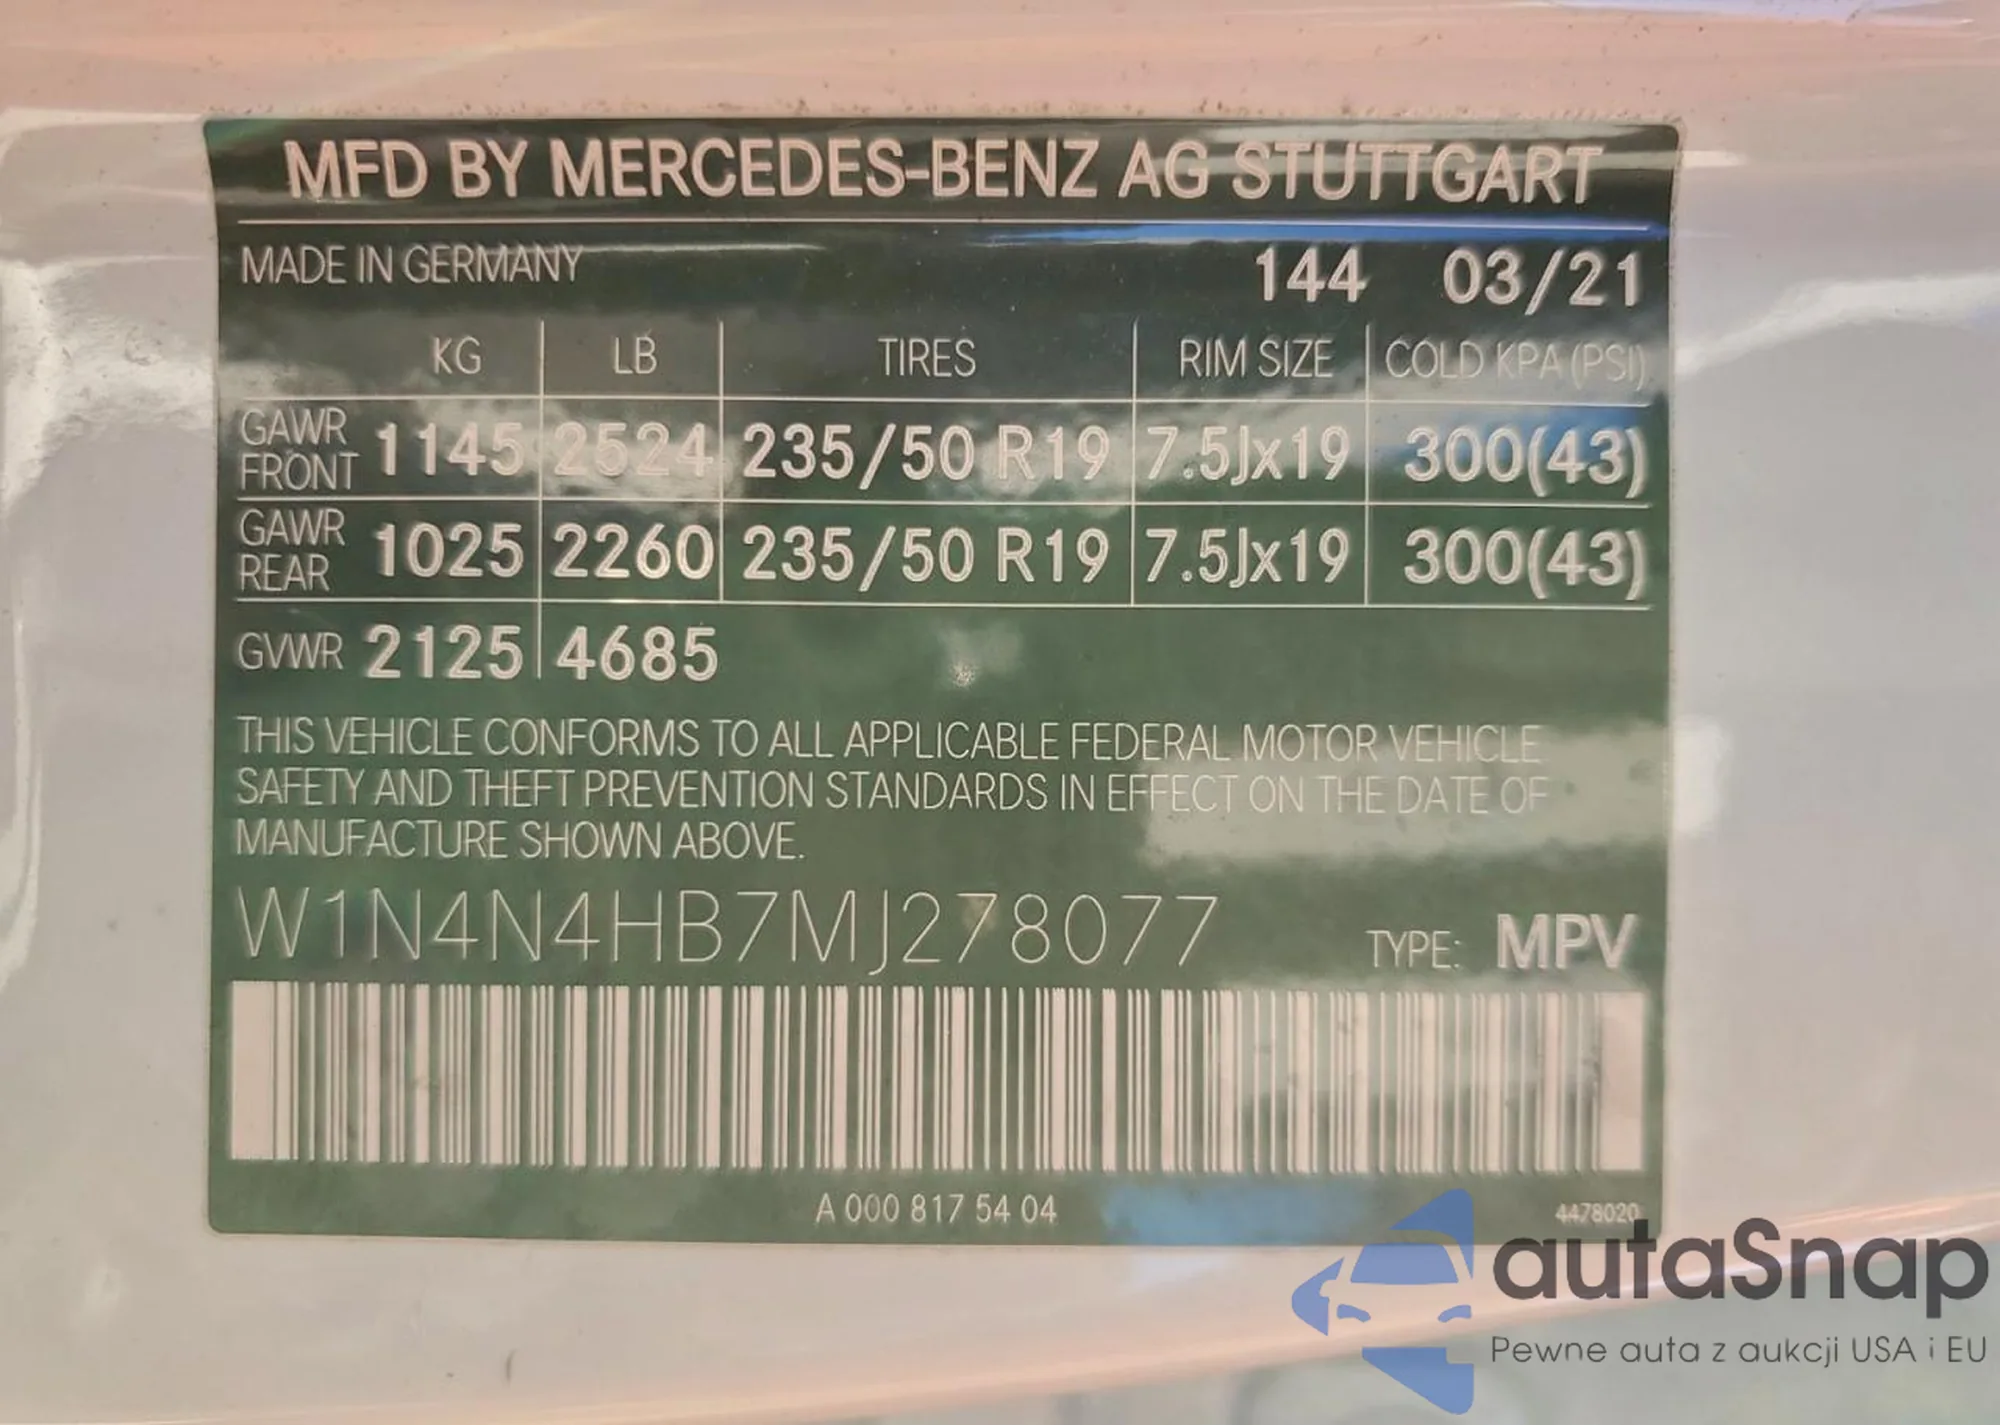 MFD BY MERCEDES-BENZ AG STUTTGART
MADE IN GERMANY 144 03/21
KG LB TIRES RIM SIZE COLD KPA (PSI)
GAWR FRONT 1145 2524 235/50 R19 7.5Jx19 300(43)
GAWR REAR 1025 2260 235/50 R19 7.5Jx19 300(43)
GVWR 2125 4685
THIS VEHICLE CONFORMS TO ALL APPLICABLE FEDERAL MOTOR VEHICLE
SAFETY AND THEFT PREVENTION STANDARDS IN EFFECT ON THE DATE OF
MANUFACTURE SHOWN ABOVE.
W1N4N4HB7MJ278077 TYPE: MPV
A 000 817 54 04 4478020
autaSnap
Pewne auta z aukcji USA i EU